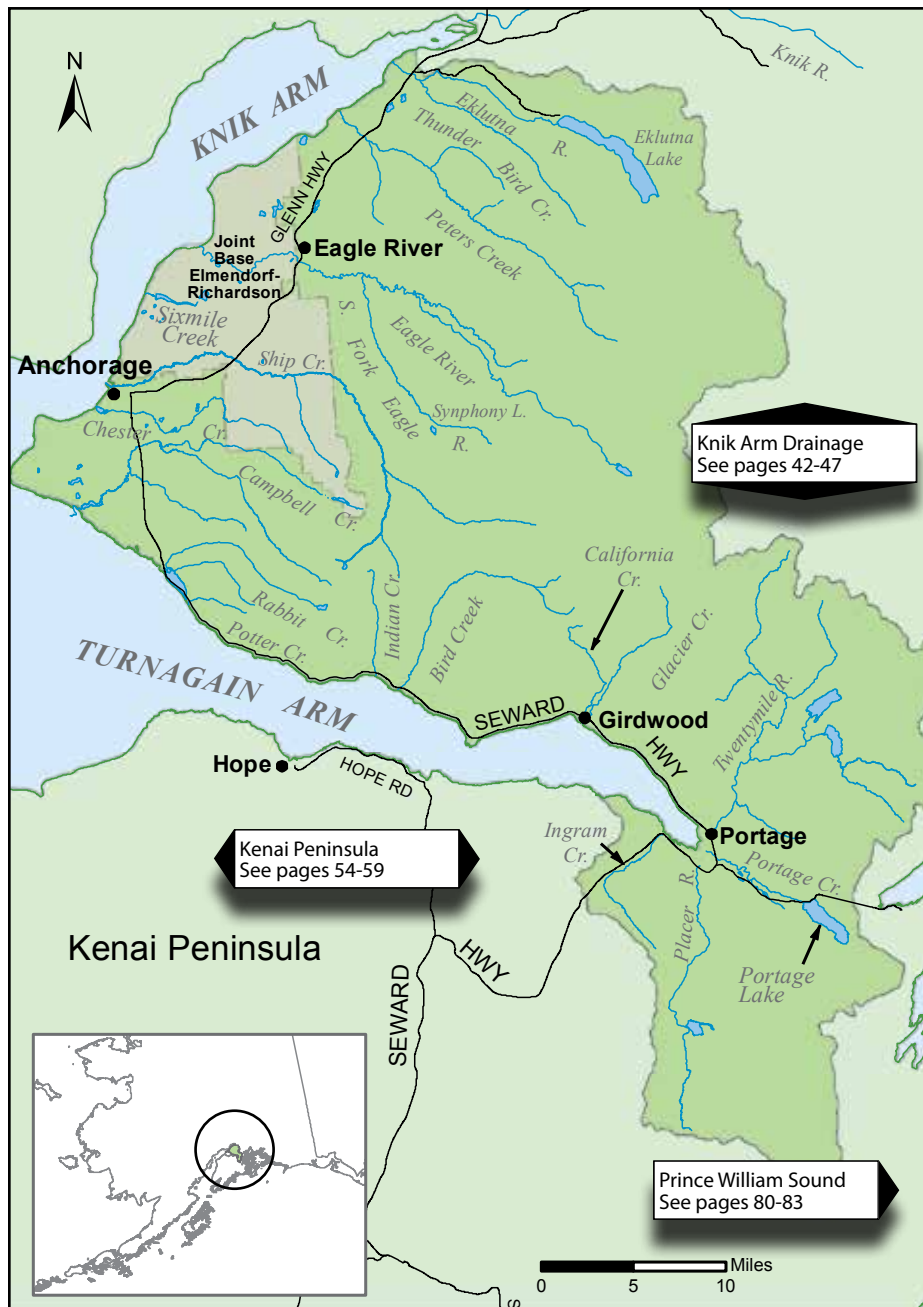 N
KNIK ARM
Knik R.
Eklutna
R.
Eklutna
Lake
Thunder
Bird Cr.
GLENN HWY
Peters Creek
Joint
Base
Elmendorf-
Richardson
Eagle River
Sixmile
Creek
S.
Fork
Eagle
R.
Eagle River
Anchorage
Ship Cr.
Synphony L.
Chester
Cr.
Knik Arm Drainage
See pages 42-47
Campbell
Cr.
California
Cr.
Rabbit
Cr.
Potter Cr.
Indian Cr.
Bird Creek
Glacier Cr.
TURNAGAIN ARM
Twentymile R.
SEWARD
Girdwood
HWY
Hope
HOPE RD
Portage
Ingram
Cr.
Kenai Peninsula
See pages 54-59
Portage Cr.
Placer
R.
Kenai Peninsula
HWY
Portage
Lake
SEWARD
Prince William Sound
See pages 80-83
Miles
0
5
10
S